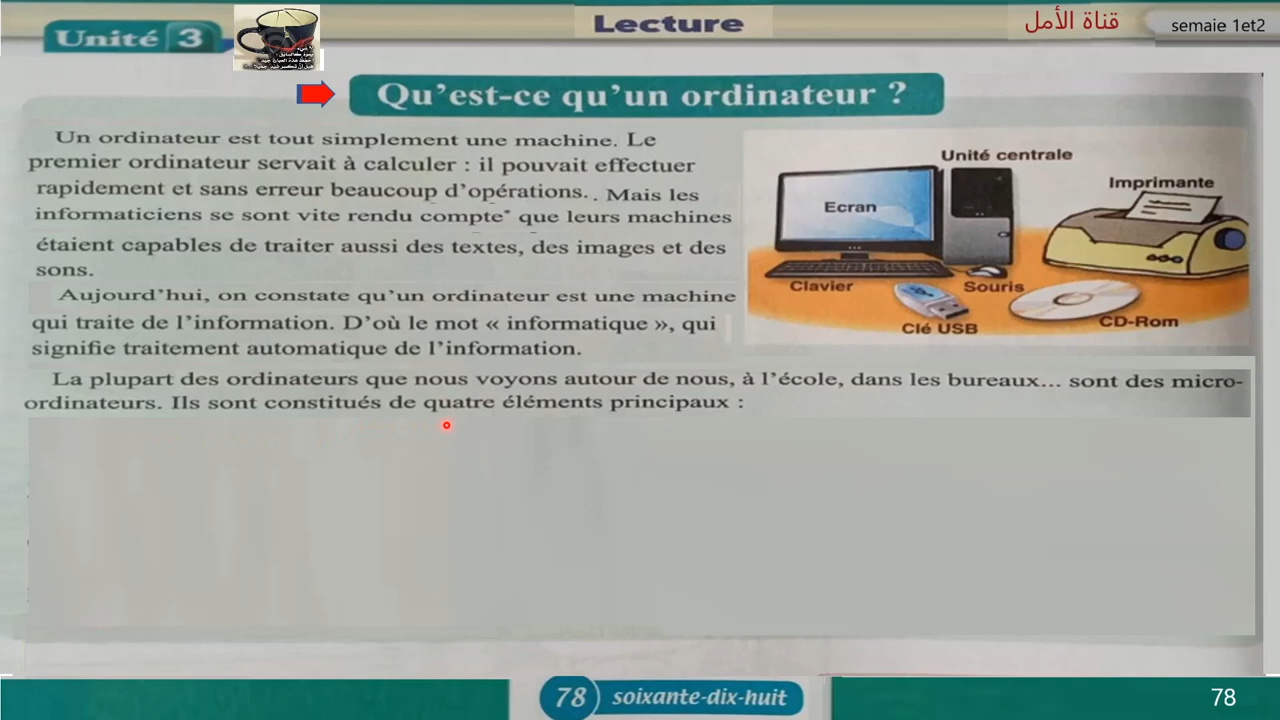 Unité 3
Lecture
قناة الأمل
semaie 1et2
Qu'est-ce qu'un ordinateur ?
Un ordinateur est tout simplement une machine. Le
premier ordinateur servait à calculer : il pouvait effectuer
rapidement et sans erreur beaucoup d'opérations. . Mais les
informaticiens se sont vite rendu compte* que leurs machines
étaient capables de traiter aussi des textes, des images et des
sons.
Aujourd'hui, on constate qu'un ordinateur est une machine
qui traite de l'information. D'où le mot « informatique », qui
signifie traitement automatique de l'information.
Unité centrale
Imprimante
Ecran
Clavier
Souris
Clé USB
CD-Rom
La plupart des ordinateurs que nous voyons autour de nous, à l'école, dans les bureaux... sont des micro-
ordinateurs. Ils sont constitués de quatre éléments principaux :
78 soixante-dix-huit
78